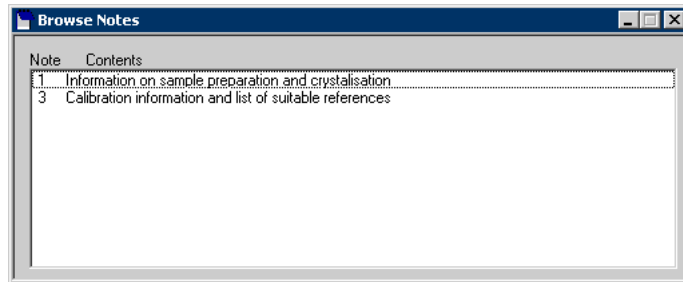 Browse Notes
Note Contents
1 Information on sample preparation and crystalisation
3 Calibration information and list of suitable references